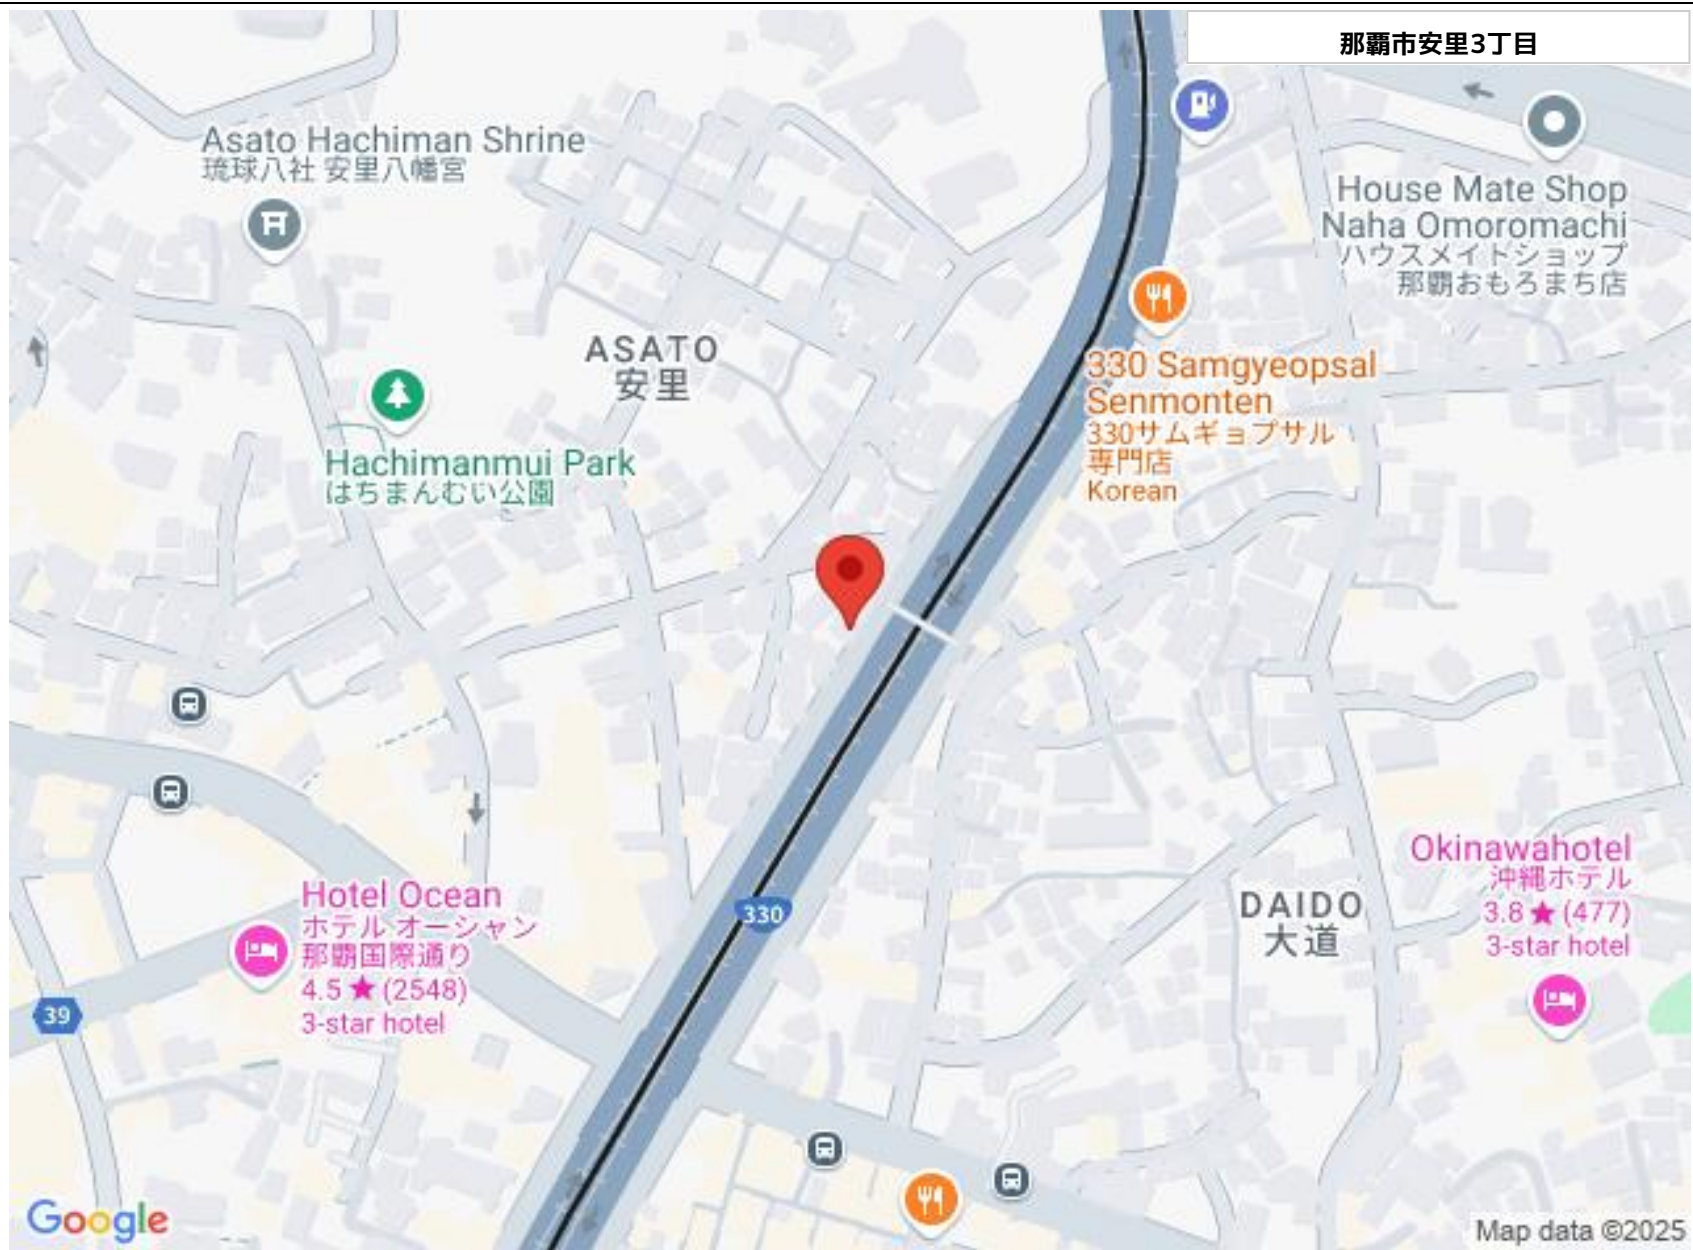 那覇市安里3丁目
Asato Hachiman Shrine
琉球八社 安里八幡宮
House Mate Shop
Naha Omoromachi
ハウスメイトショップ
那覇おもろまち店
ASATO
安里
330 Samgyeopsal
Senmonten
330サムギョプサル
専門店
Korean
Hachimanmui Park
はちまんむい公園
Okinawahotel
沖縄ホテル
3.8 ★ (477)
3-star hotel
Hotel Ocean
ホテル オーシャン
那覇国際通り
4.5 ★ (2548)
3-star hotel
330
DAIDO
大道
39
Google
Map data ©2025